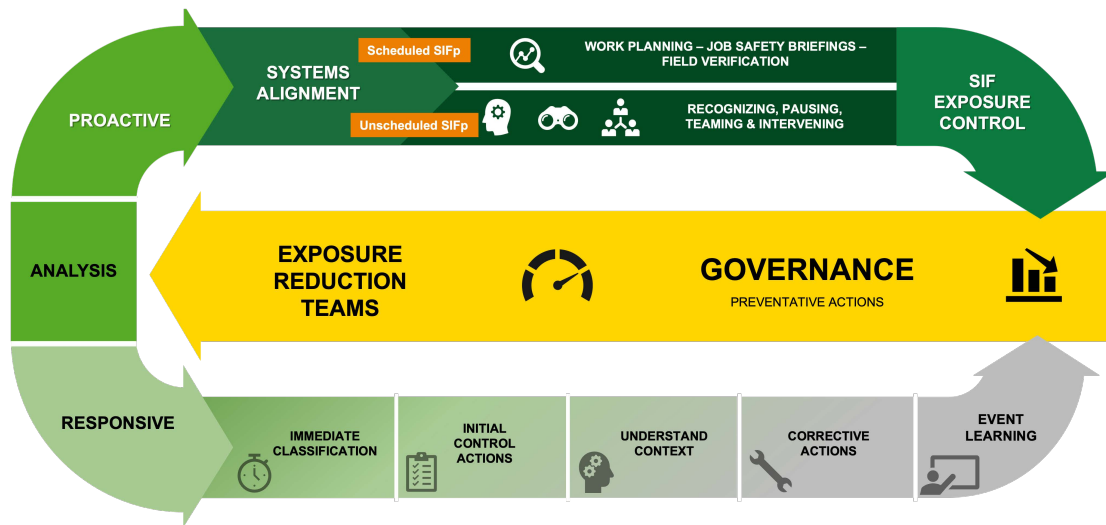 PROACTIVE
SYSTEMS
ALIGNMENT
Scheduled SIFp
WORK PLANNING – JOB SAFETY BRIEFINGS –
FIELD VERIFICATION
Unscheduled SIFp
RECOGNIZING, PAUSING,
TEAMING & INTERVENING
SIF
EXPOSURE
CONTROL
ANALYSIS
EXPOSURE
REDUCTION
TEAMS
GOVERNANCE
PREVENTATIVE ACTIONS
RESPONSIVE
IMMEDIATE
CLASSIFICATION
INITIAL
CONTROL
ACTIONS
UNDERSTAND
CONTEXT
CORRECTIVE
ACTIONS
EVENT
LEARNING